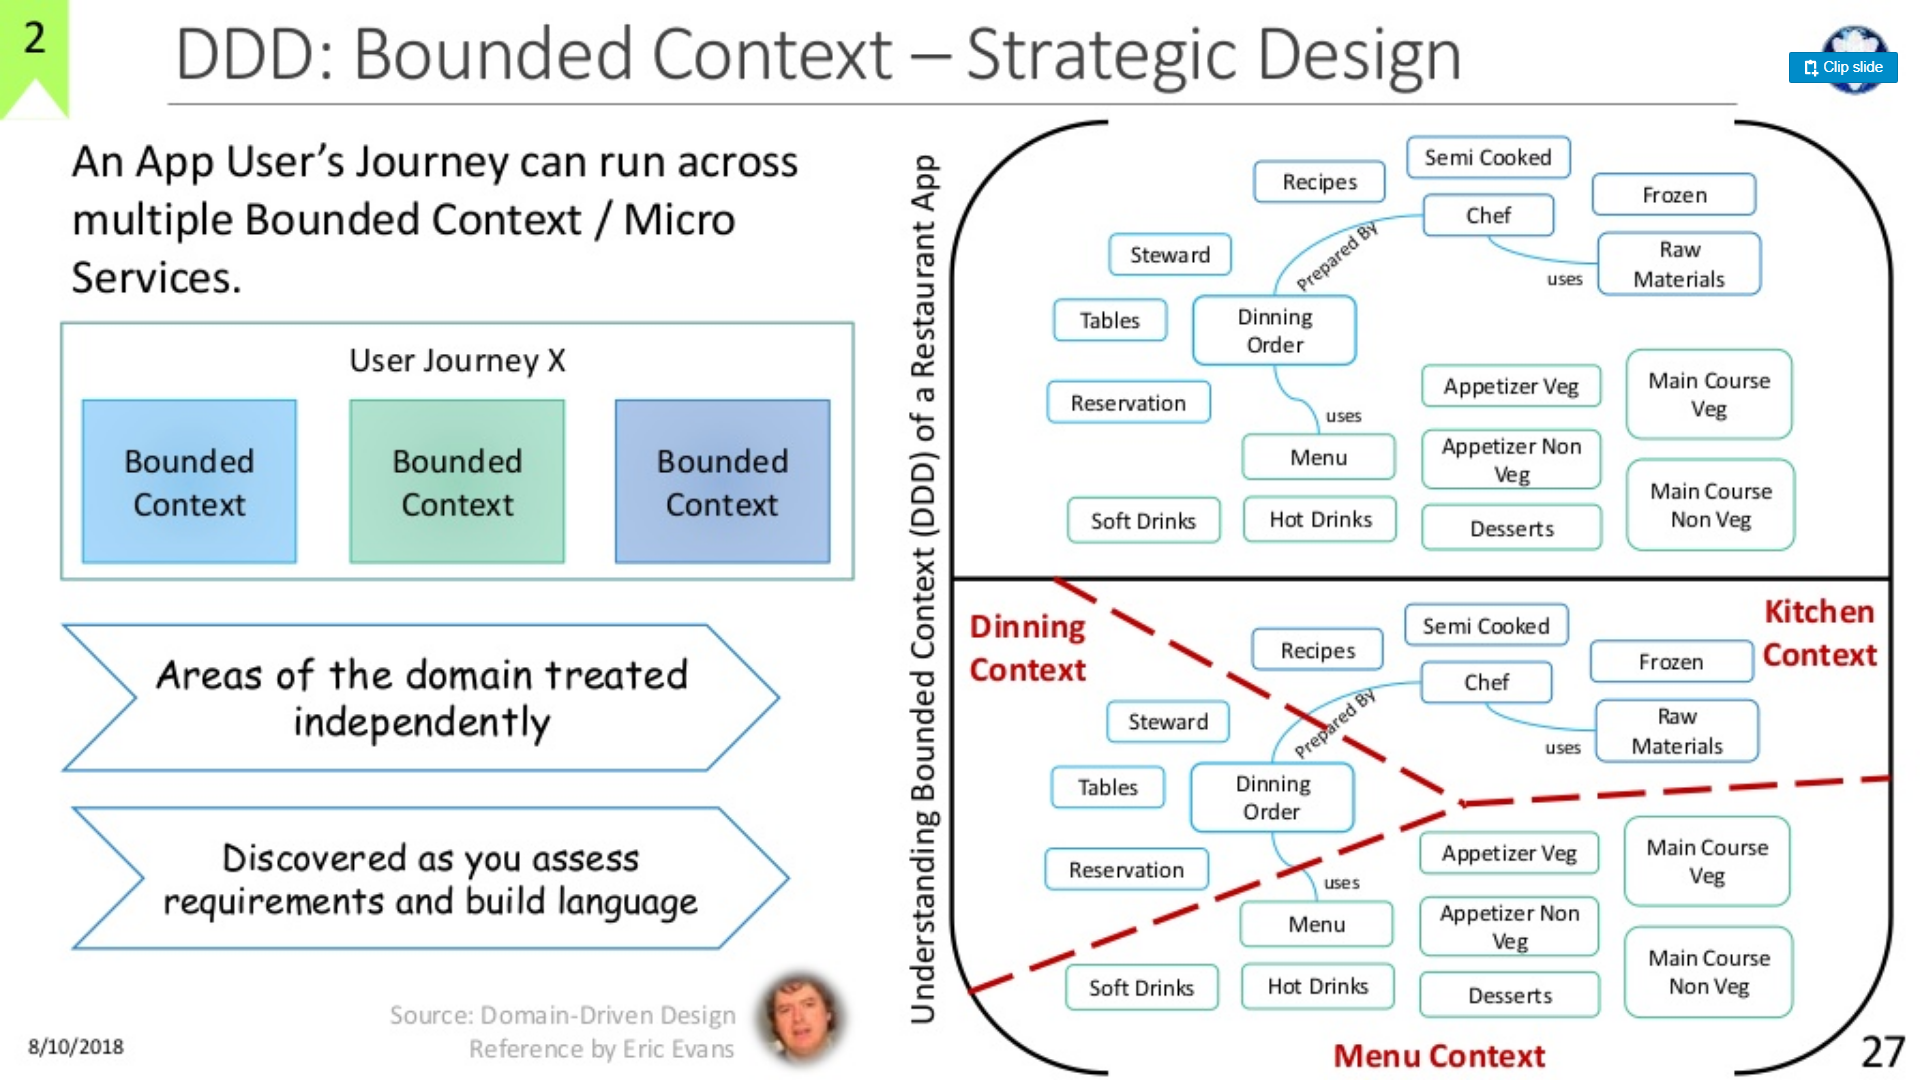 2
DDD: Bounded Context – Strategic Design
Clip slide
An App User's Journey can run across
multiple Bounded Context / Micro
Services.
User Journey X
Bounded
Context
Bounded
Context
Bounded
Context
Areas of the domain treated
independently
Discovered as you assess
requirements and build language
Source: Domain-Driven Design
Reference by Eric Evans
8/10/2018
Understanding Bounded Context (DDD) of a Restaurant App
Semi Cooked
Recipes
Frozen
Chef
Prepared By
Steward
Raw
Materials
uses
Tables
Dinning
Order
Reservation
uses
Menu
Appetizer Veg
Main Course
Veg
Appetizer Non
Veg
Main Course
Non Veg
Soft Drinks
Hot Drinks
Desserts
Dinning
Context
Kitchen
Context
Semi Cooked
Recipes
Frozen
Chef
Prepared By
Steward
Raw
Materials
uses
Tables
Dinning
Order
Reservation
uses
Menu
Appetizer Veg
Main Course
Veg
Appetizer Non
Veg
Main Course
Non Veg
Soft Drinks
Hot Drinks
Desserts
Menu Context
27